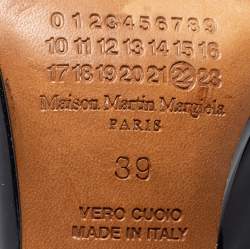 0 1 2 3 4 5 6 7 8 9
10 11 12 13 14 15 16
17 18 19 20 21 22 23
Maison Martin Margiela
PARIS
39
VERO CUOIO
MADE IN ITALY